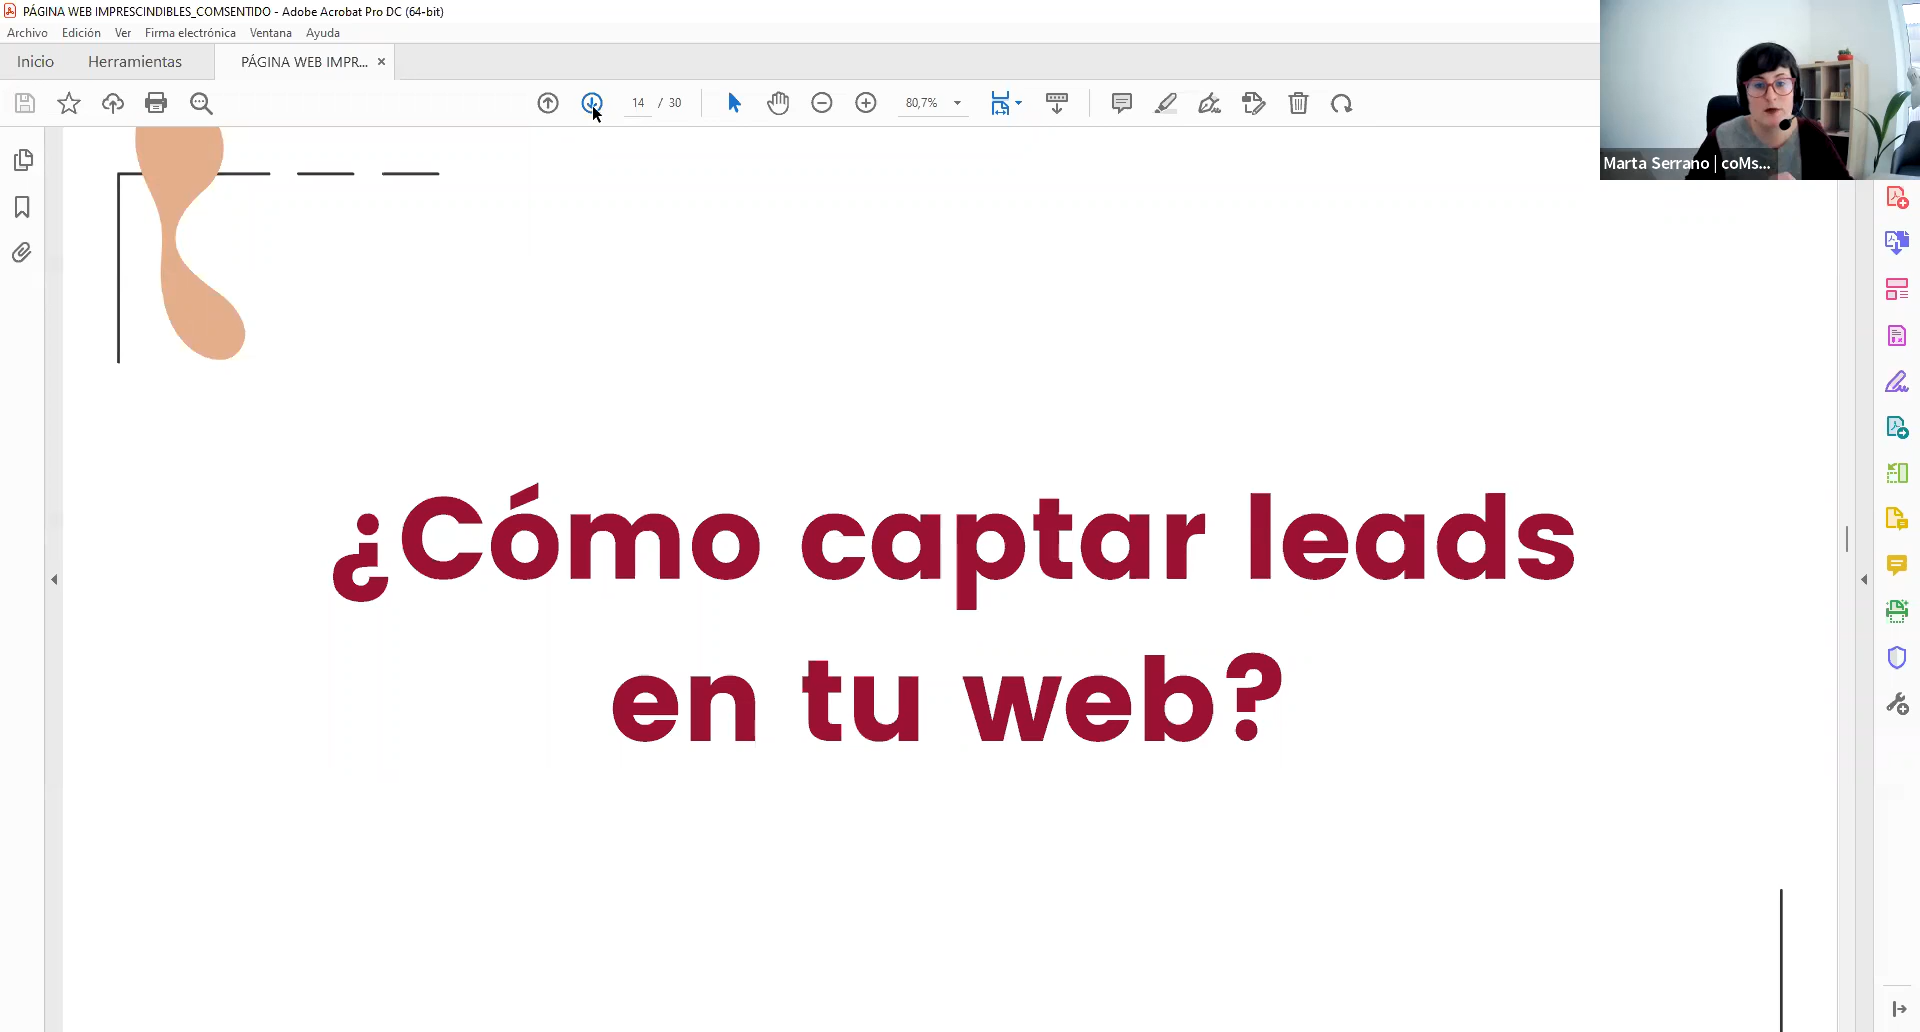 PÁGINA WEB IMPRESCINDIBLES_COMSENTIDO - Adobe Acrobat Pro DC (64-bit)
Archivo Edición Ver Firma electrónica Ventana Ayuda
Inicio Herramientas PÁGINA WEB IMPR... ×
14 / 30 80,7%
Marta Serrano | coMs...
¿Cómo captar leads
en tu web?